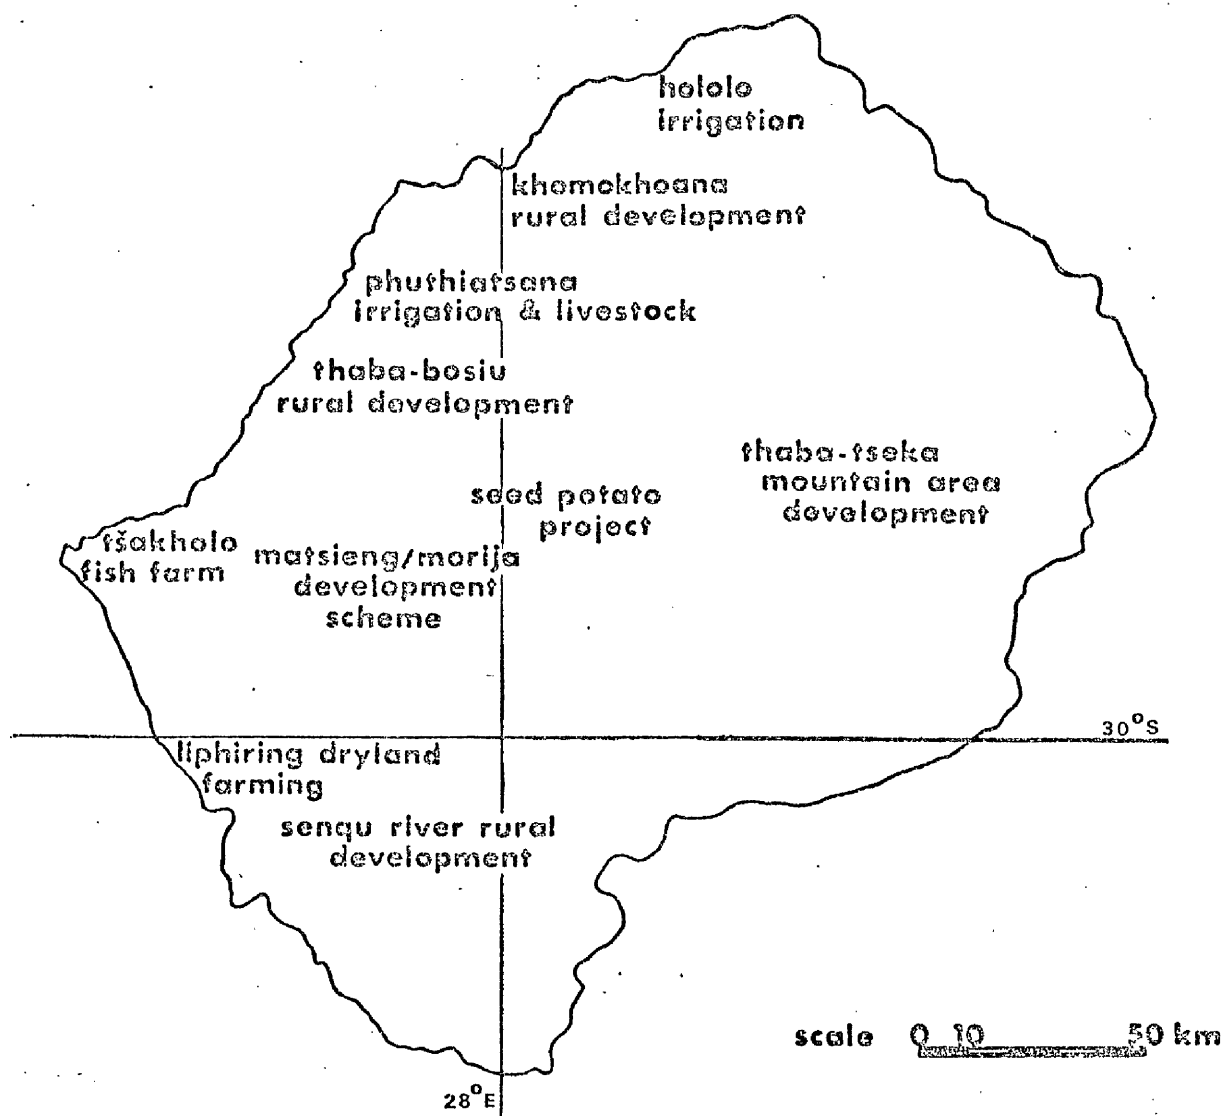 hololo
irrigation
khomokhoana
rural development
phuthiatsana
irrigation & livestock
thaba-bosiu
rural development
thaba-tseka
mountain area
development
seed potato
project
tšakholo
fish farm
matsieng/morija
development
scheme
30°S
liphiring dryland
farming
senqu river rural
development
scale 0 10 50 km
28°E